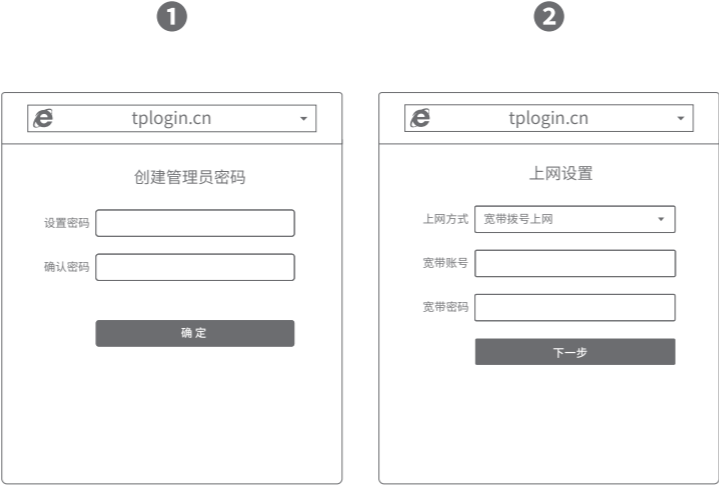 1
tplogin.cn
创建管理员密码
设置密码
确认密码
确 定
2
tplogin.cn
上网设置
上网方式 宽带拨号上网
宽带账号
宽带密码
下一步